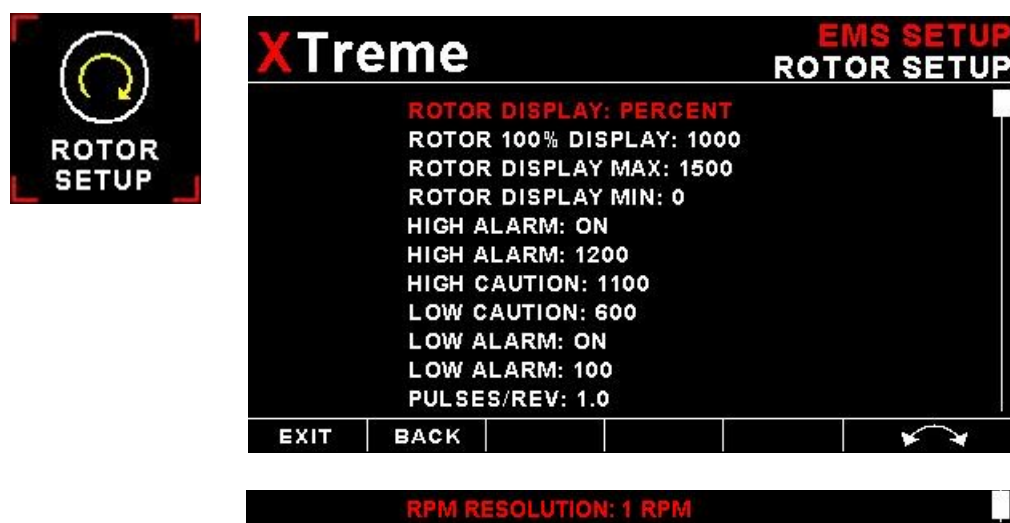 ROTOR
SETUP
XTreme
EMS SETUP
ROTOR SETUP
ROTOR DISPLAY: PERCENT
ROTOR 100% DISPLAY: 1000
ROTOR DISPLAY MAX: 1500
ROTOR DISPLAY MIN: 0
HIGH ALARM: ON
HIGH ALARM: 1200
HIGH CAUTION: 1100
LOW CAUTION: 600
LOW ALARM: ON
LOW ALARM: 100
PULSES/REV: 1.0
EXIT BACK
RPM RESOLUTION: 1 RPM